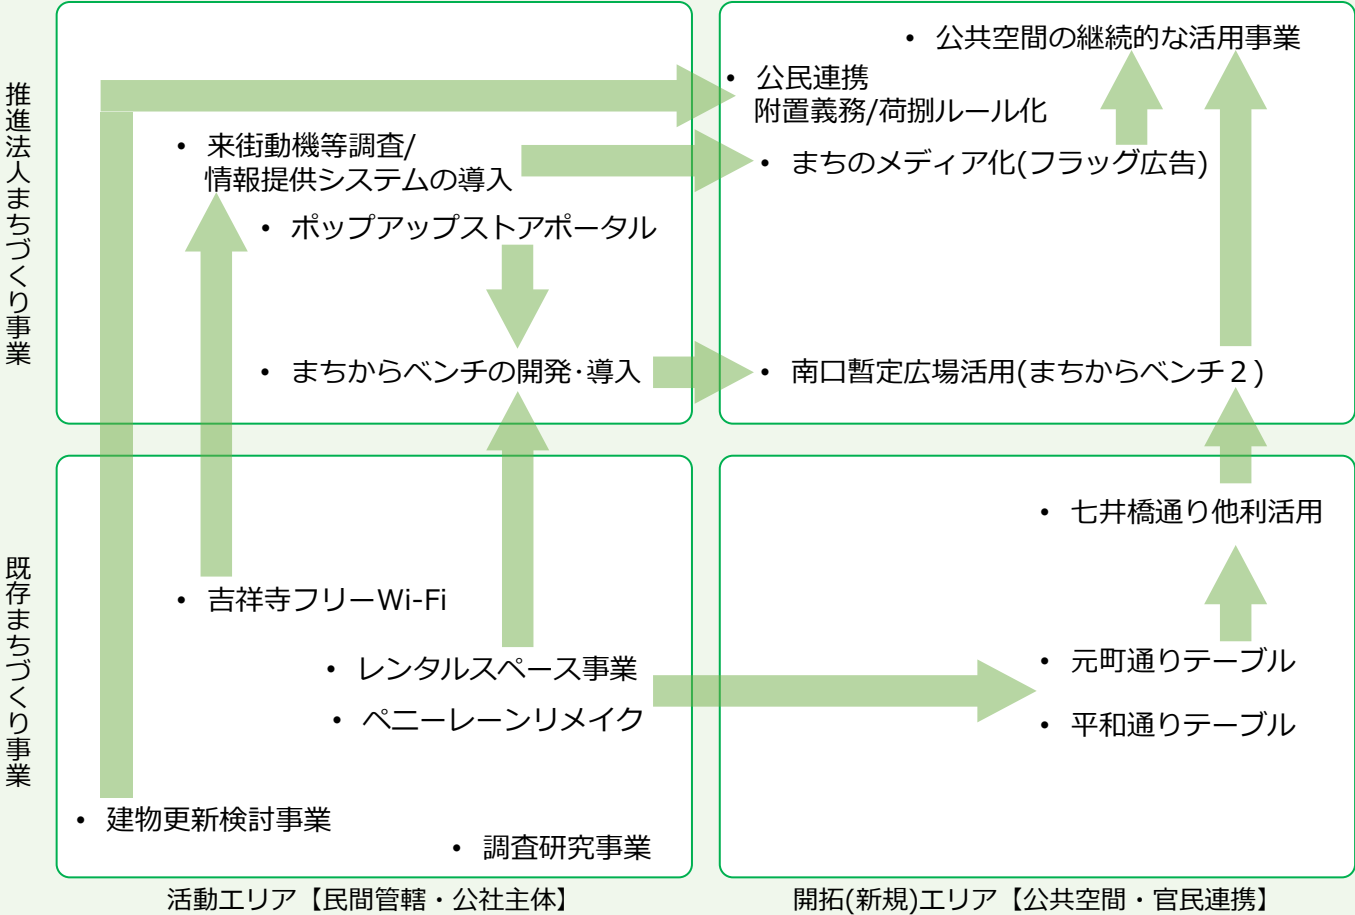 推進法人まちづくり事業
• 公共空間の継続的な活用事業
• 公民連携
附置義務/荷捌ルール化
• 来街動機等調査/
情報提供システムの導入
• まちのメディア化(フラッグ広告)
• ポップアップストアポータル
• まちからベンチの開発・導入
• 南口暫定広場活用(まちからベンチ２)
既存まちづくり事業
• 七井橋通り他利活用
• 吉祥寺フリーWi-Fi
• レンタルスペース事業
• 元町通りテーブル
• ペニーレーンリメイク
• 平和通りテーブル
• 建物更新検討事業
• 調査研究事業
活動エリア【民間管轄・公社主体】
開拓(新規)エリア【公共空間・官民連携】